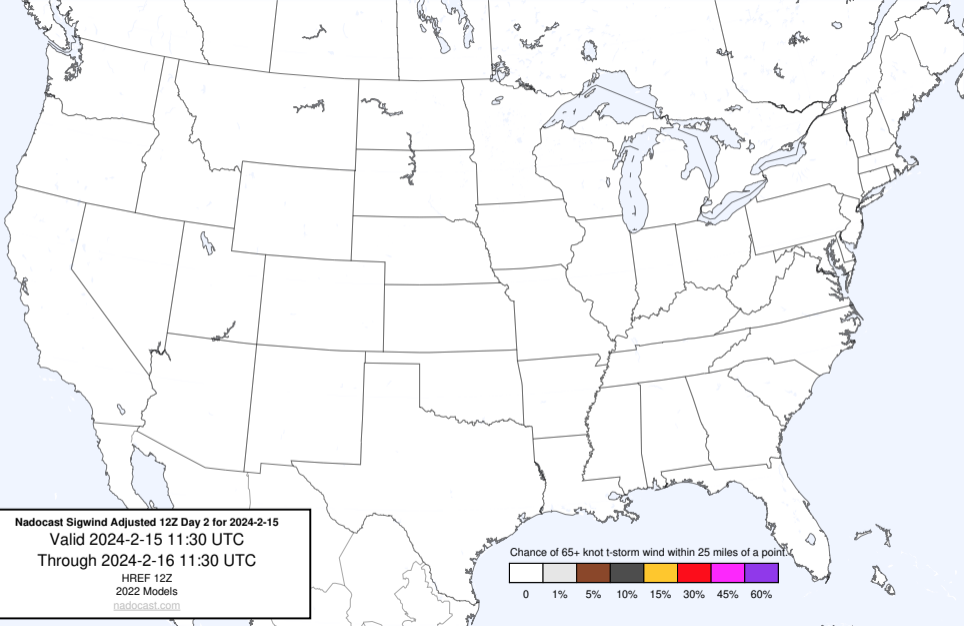 Nadocast Sigwind Adjusted 12Z Day 2 for 2024-2-15
Valid 2024-2-15 11:30 UTC
Through 2024-2-16 11:30 UTC
HREF 12Z
2022 Models
nadocast.com
Chance of 65+ knot t-storm wind within 25 miles of a point.
0 1% 5% 10% 15% 30% 45% 60%